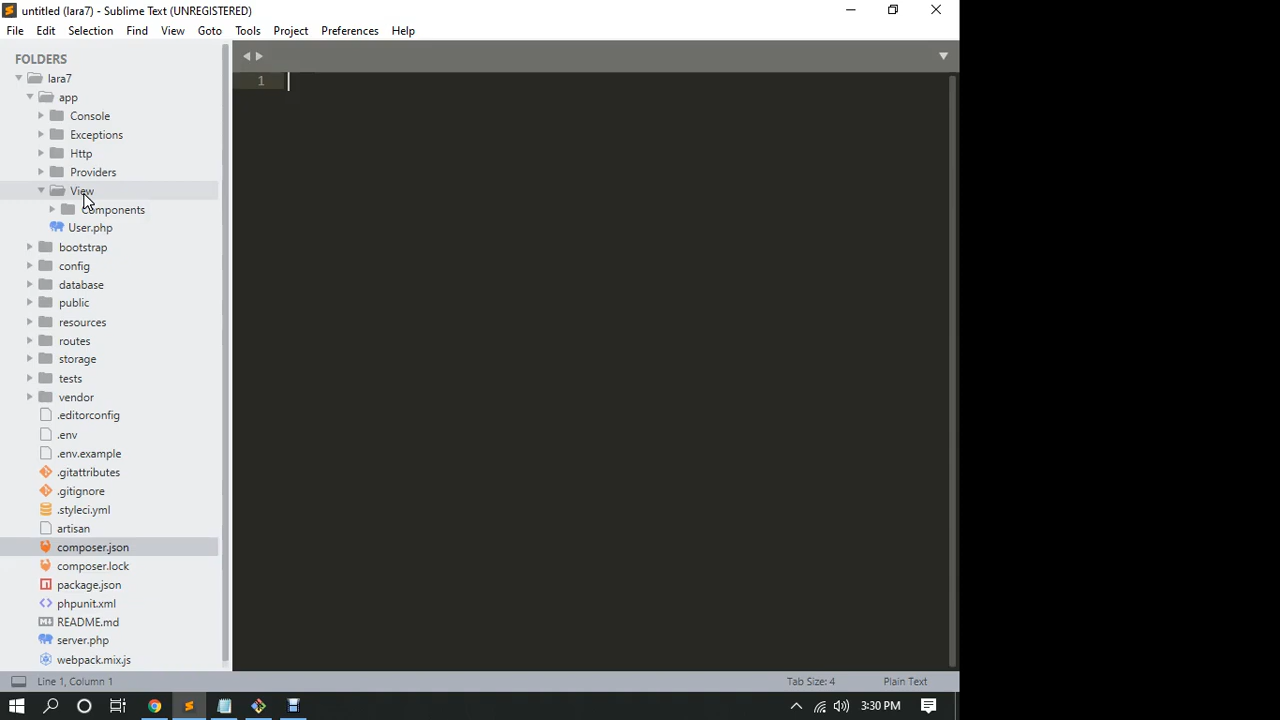 untitled (lara7) - Sublime Text (UNREGISTERED)
File Edit Selection Find View Goto Tools Project Preferences Help
FOLDERS
lara7
app
1
Console
Exceptions
Http
Providers
View
Components
User.php
bootstrap
config
database
public
resources
routes
storage
tests
vendor
.editorconfig
.env
.env.example
.gitattributes
.gitignore
.styleci.yml
artisan
composer.json
composer.lock
package.json
phpunit.xml
README.md
server.php
webpack.mix.js
Line 1, Column 1 Tab Size: 4 Plain Text
3:30 PM